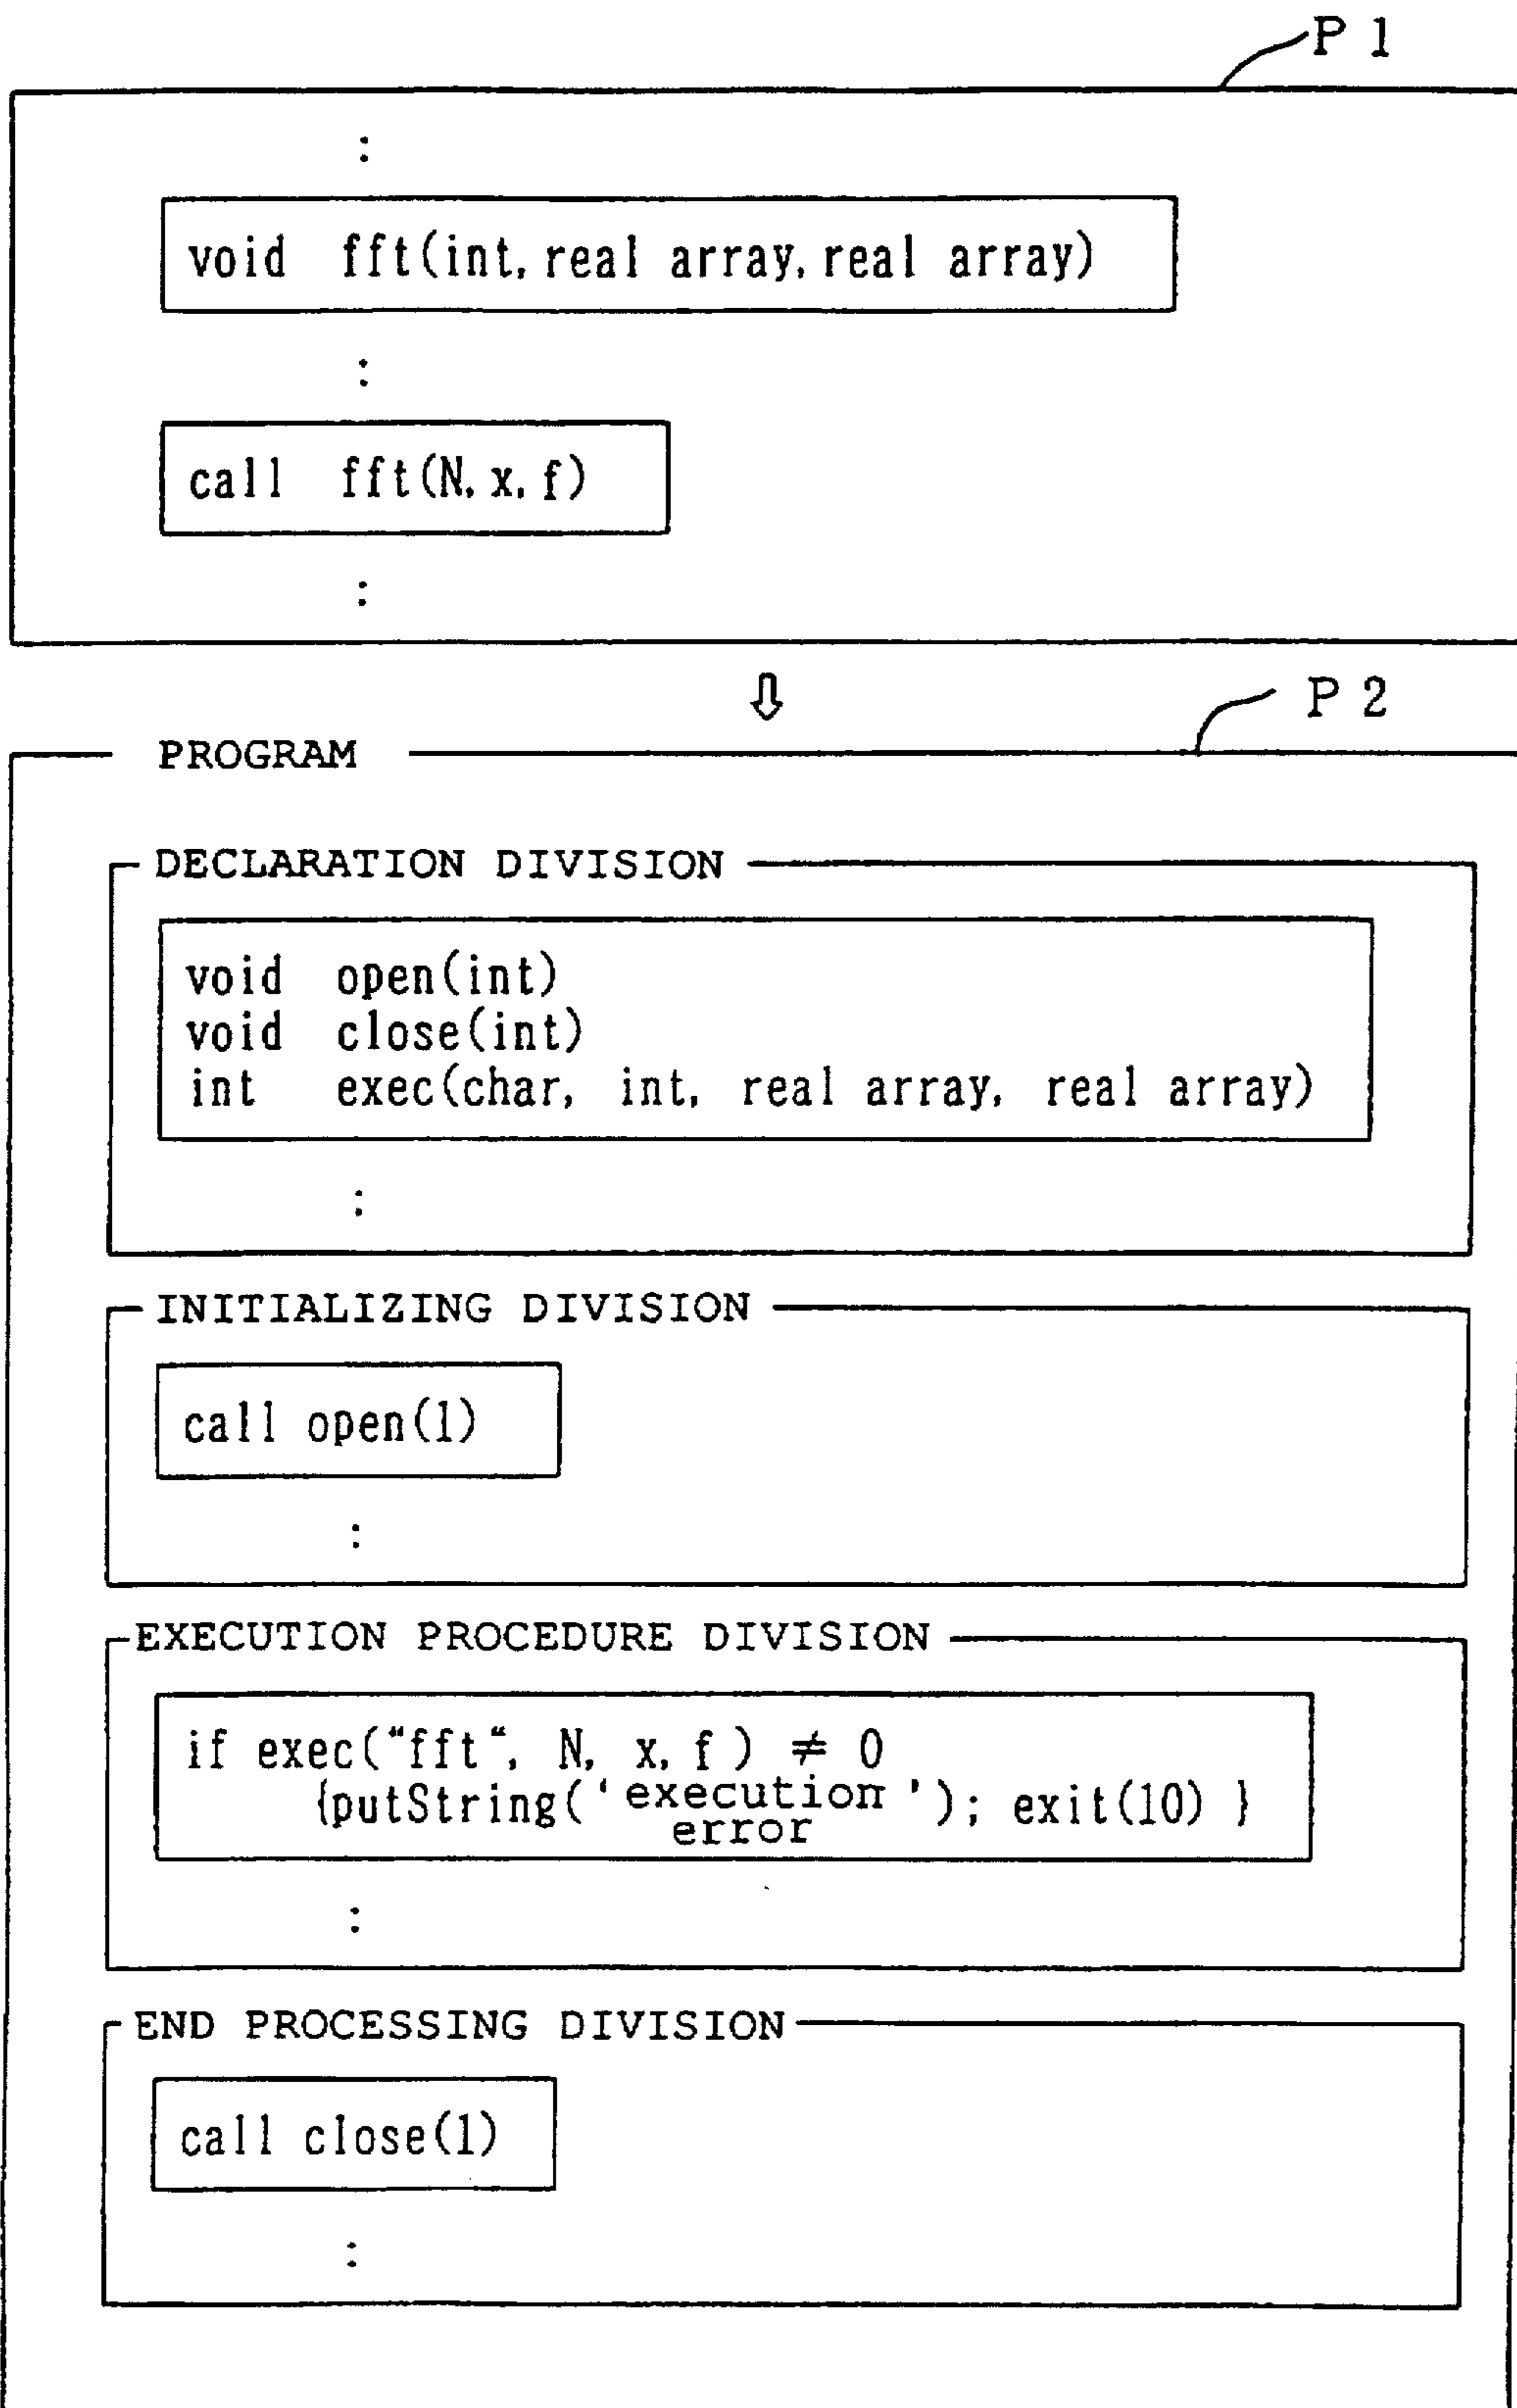 P 1
:
void fft(int, real array, real array)
:
call fft(N, x, f)
:
⇩
P 2
PROGRAM
DECLARATION DIVISION
void open(int)
void close(int)
int exec(char, int, real array, real array)
:
INITIALIZING DIVISION
call open(1)
:
EXECUTION PROCEDURE DIVISION
if exec(“fft“, N, x, f ) ≠ 0
{putString(‘execution error’); exit(10) }
:
END PROCESSING DIVISION
call close(1)
: